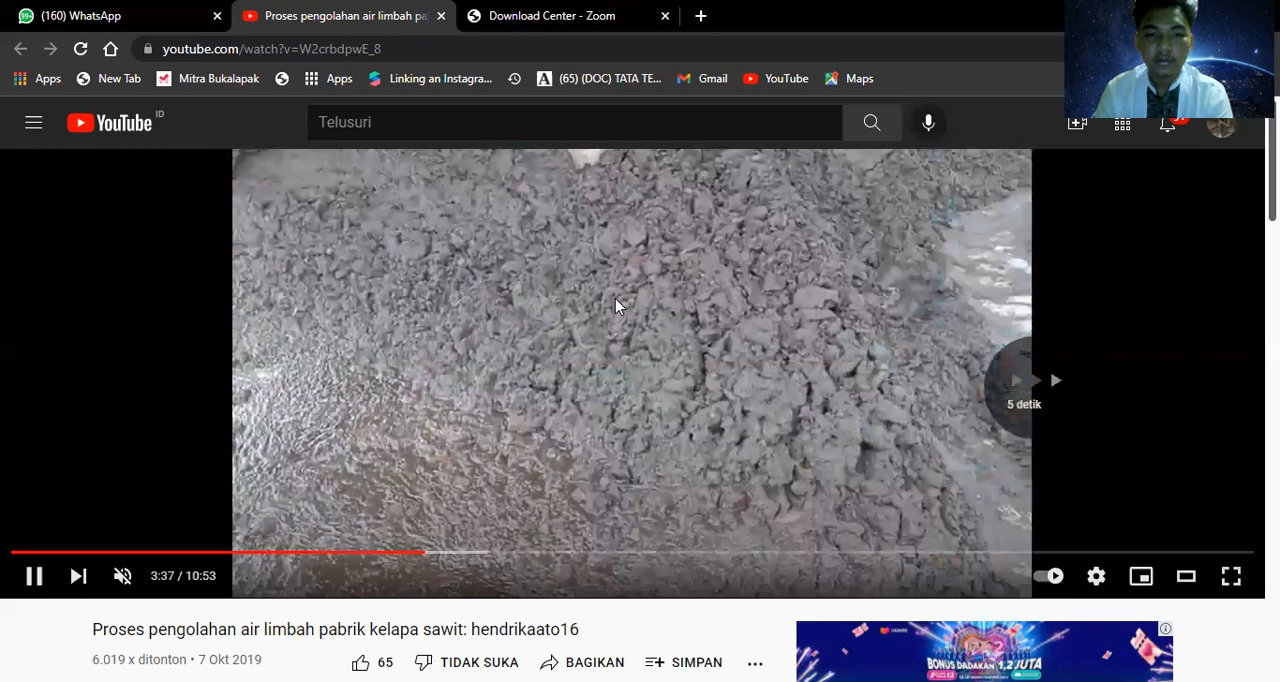 (160) WhatsApp
Proses pengolahan air limbah pa
Download Center - Zoom
youtube.com/watch?v=W2crbdpwE_8
Apps
New Tab
Mitra Bukalapak
Apps
Linking an Instagra...
(65) (DOC) TATA TE...
Gmail
YouTube
Maps
YouTube ID
Telusuri
5 detik
3:37 / 10:53
Proses pengolahan air limbah pabrik kelapa sawit: hendrikaato16
6.019 x ditonton • 7 Okt 2019
65
TIDAK SUKA
BAGIKAN
SIMPAN
BONUS DADAKAN 1,2 JUTA